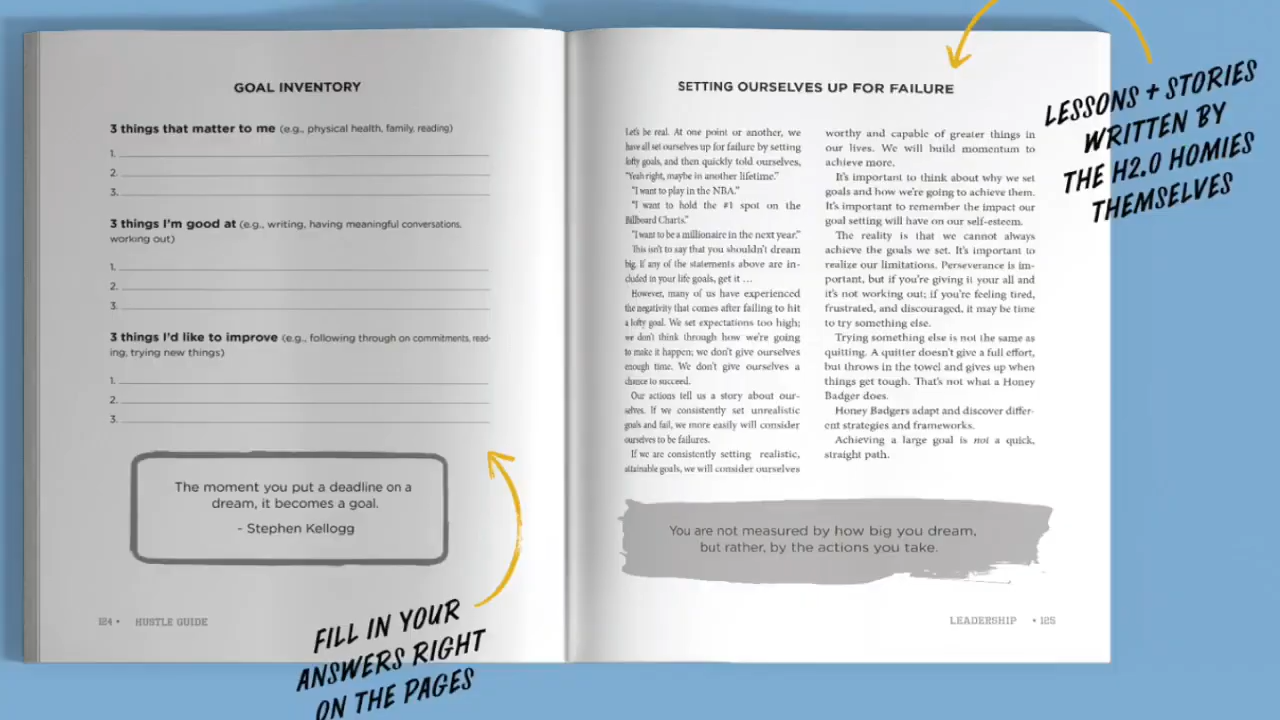 GOAL INVENTORY
3 things that matter to me (e.g., physical health, family, reading)
1.
2.
3.
3 things I'm good at (e.g., writing, having meaningful conversations,
working out)
1.
2.
3.
3 things I'd like to improve (e.g., following through on commitments, read-
ing, trying new things)
1.
2.
3.
The moment you put a deadline on a
dream, it becomes a goal.
- Stephen Kellogg
124 • HUSTLE GUIDE
FILL IN YOUR
ANSWERS RIGHT
ON THE PAGES
SETTING OURSELVES UP FOR FAILURE
Let's be real. At one point or another, we
have all set ourselves up for failure by setting
lofty goals, and then quickly told ourselves,
"Yeah right, maybe in another lifetime."
"I want to play in the NBA."
"I want to hold the #1 spot on the
Billboard Charts."
"I want to be a millionaire in the next year."
This isn't to say that you shouldn't dream
big. If any of the statements above are in-
cluded in your life goals, get it ...
However, many of us have experienced
the negativity that comes after failing to hit
a lofty goal. We set expectations too high;
we don't think through how we're going
to make it happen; we don't give ourselves
enough time. We don't give ourselves a
chance to succeed.
Our actions tell us a story about our-
selves. If we consistently set unrealistic
goals and fail, we more easily will consider
ourselves to be failures.
If we are consistently setting realistic,
attainable goals, we will consider ourselves
worthy and capable of greater things in
our lives. We will build momentum to
achieve more.
It's important to think about why we set
goals and how we're going to achieve them.
It's important to remember the impact our
goal setting will have on our self-esteem.
The reality is that we cannot always
achieve the goals we set. It's important to
realize our limitations. Perseverance is im-
portant, but if you're giving it your all and
it's not working out; if you're feeling tired,
frustrated, and discouraged, it may be time
to try something else.
Trying something else is not the same as
quitting. A quitter doesn't give a full effort,
but throws in the towel and gives up when
things get tough. That's not what a Honey
Badger does.
Honey Badgers adapt and discover differ-
ent strategies and frameworks.
Achieving a large goal is not a quick,
straight path.
You are not measured by how big you dream,
but rather, by the actions you take.
LEADERSHIP • 125
LESSONS + STORIES
WRITTEN BY
THE H2.0 HOMIES
THEMSELVES